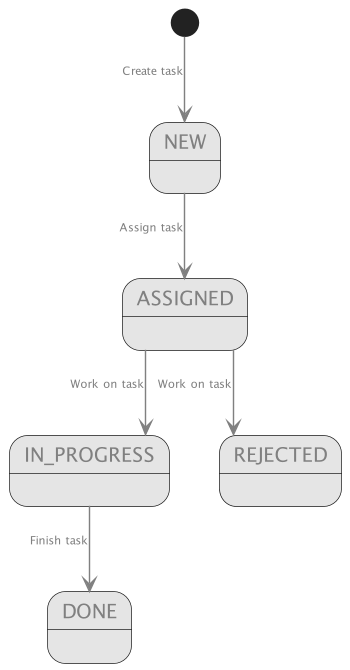 Create task
NEW
Assign task
ASSIGNED
Work on task
Work on task
IN_PROGRESS
REJECTED
Finish task
DONE